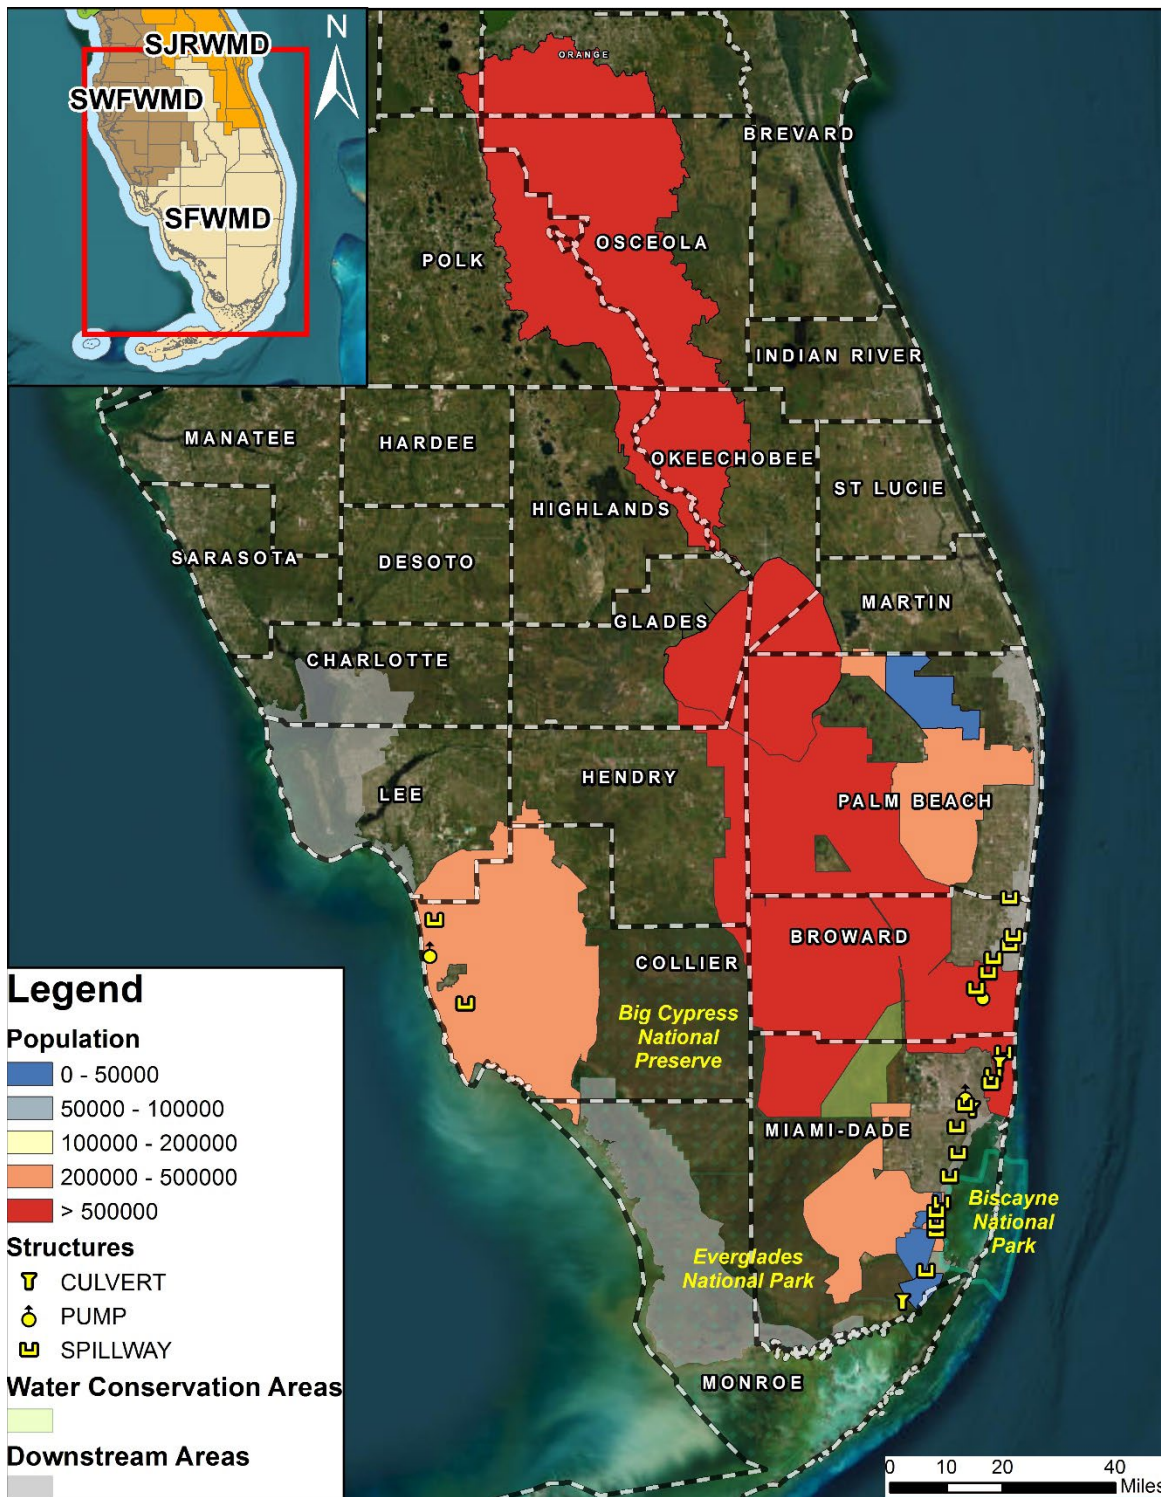 SJRWMD
SWFWMD
SFWMD
N
ORANGE
BREVARD
OSCEOLA
POLK
INDIAN RIVER
MANATEE
HARDEE
OKEECHOBEE
ST LUCIE
HIGHLANDS
SARASOTA
DESOTO
MARTIN
GLADES
CHARLOTTE
HENDRY
LEE
PALM BEACH
BROWARD
COLLIER
Big Cypress
National
Preserve
MIAMI-DADE
Biscayne
National
Park
Everglades
National Park
MONROE
Legend
Population
0 - 50000
50000 - 100000
100000 - 200000
200000 - 500000
> 500000
Structures
CULVERT
PUMP
SPILLWAY
Water Conservation Areas
Downstream Areas
0 10 20 40
Miles